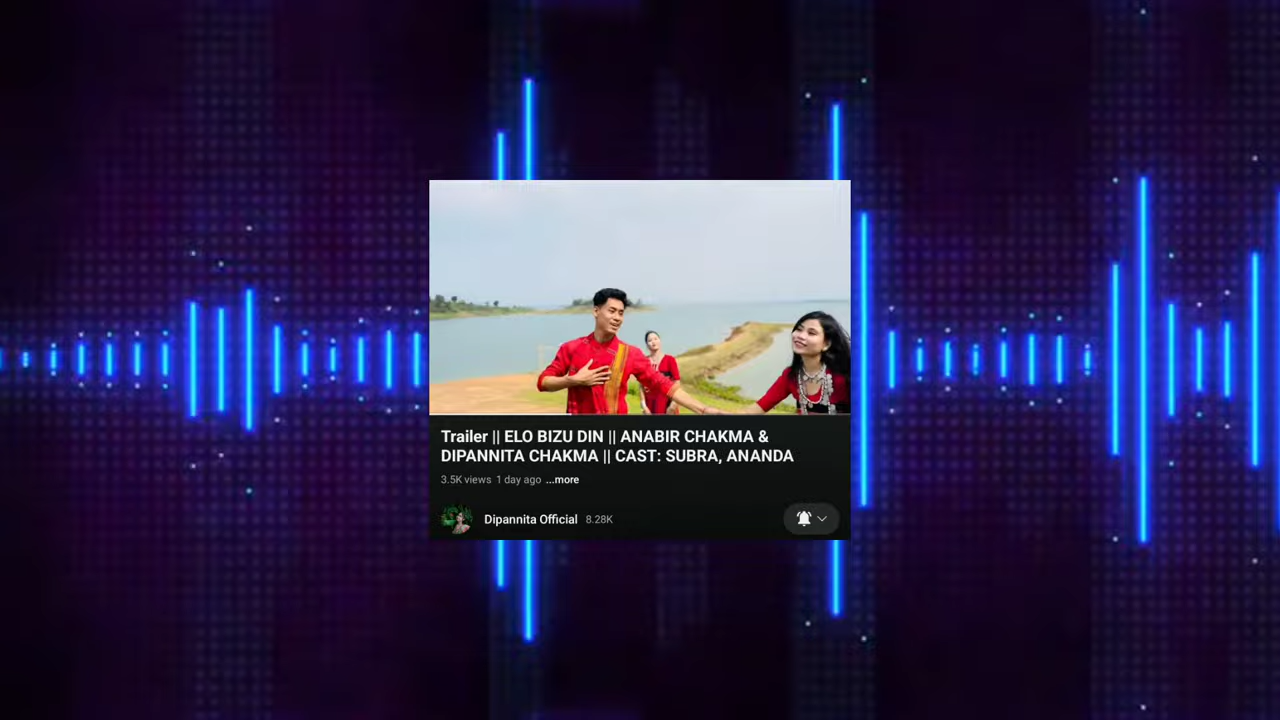 Trailer || ELO BIZU DIN || ANABIR CHAKMA &
DIPANNITA CHAKMA || CAST: SUBRA, ANANDA
3.5K views 1 day ago ...more
Dipannita Official 8.28K